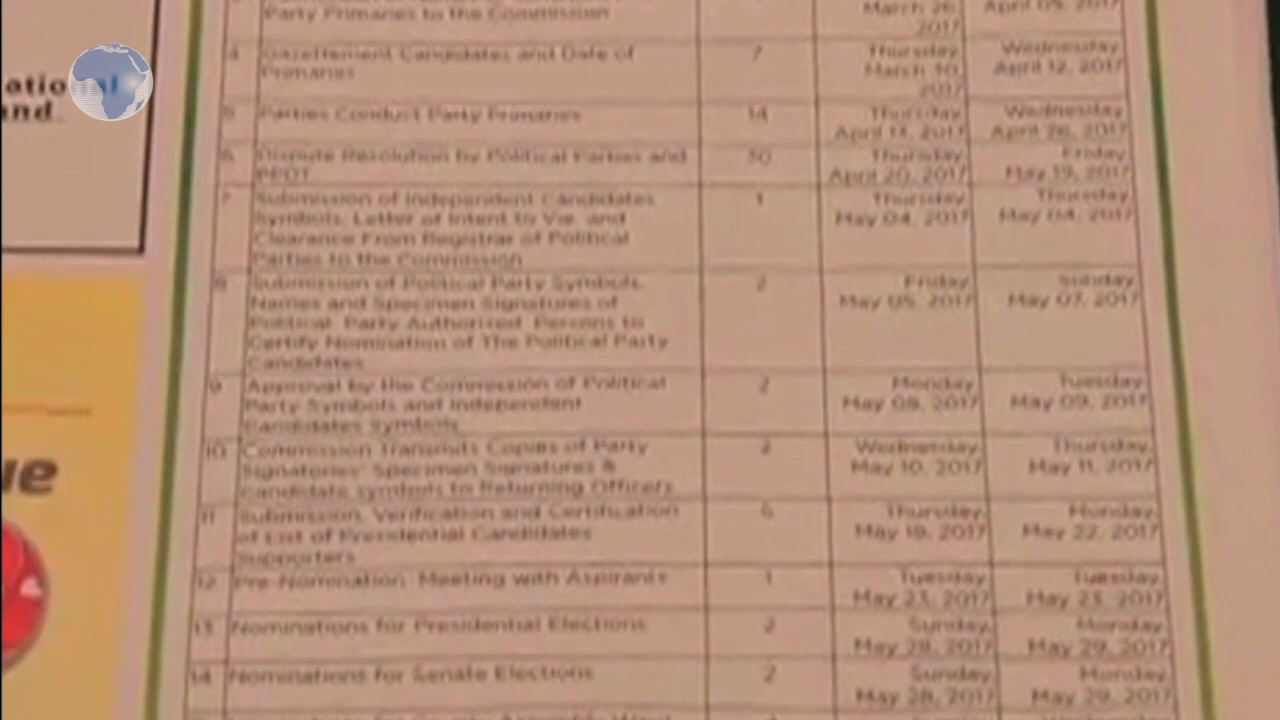 ational
and
Party Primaries to the Commission
March 26, 2017
April 05, 2017
4 Gazettement Candidates and Date of Primaries 7 Thursday, March 30, 2017 Wednesday, April 12, 2017
5 Parties Conduct Party Primaries 14 Thursday, April 13, 2017 Wednesday, April 26, 2017
6 Dispute Resolution by Political Parties and PPDT 30 Thursday, April 20, 2017 Friday, May 19, 2017
7 Submission of Independent Candidates Symbols, Letter of Intent to Vie and Clearance From Registrar of Political Parties to the Commission 1 Thursday, May 04, 2017 Thursday, May 04, 2017
8 Submission of Political Party Symbols, Names and Specimen Signatures of Political Party Authorized Persons to Certify Nomination of The Political Party Candidates 2 Friday, May 05, 2017 Sunday, May 07, 2017
9 Approval by the Commission of Political Party Symbols and Independent Candidates Symbols 2 Monday, May 08, 2017 Tuesday, May 09, 2017
10 Commission Transmits Copies of Party Signatories' Specimen Signatures & candidate symbols to Returning Officers 2 Wednesday, May 10, 2017 Thursday, May 11, 2017
11 Submission, Verification and Certification of List of Presidential Candidates Supporters Thursday, May 18, 2017 Monday, May 22, 2017
12 Pre-Nomination Meeting with Aspirants 1 Tuesday, May 23, 2017 Tuesday, May 23, 2017
13 Nominations for Presidential Elections 2 Sunday, May 28, 2017 Monday, May 29, 2017
14 Nominations for Senate Elections 2 Sunday, May 28, 2017 Monday, May 29, 2017
ue